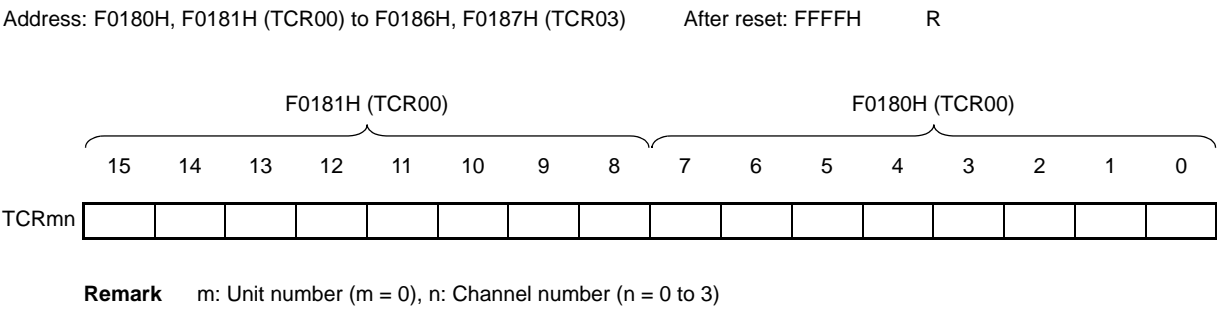 Address: F0180H, F0181H (TCR00) to F0186H, F0187H (TCR03) After reset: FFFFH R
F0181H (TCR00) F0180H (TCR00)
15 14 13 12 11 10 9 8 7 6 5 4 3 2 1 0
TCRmn
Remark m: Unit number (m = 0), n: Channel number (n = 0 to 3)